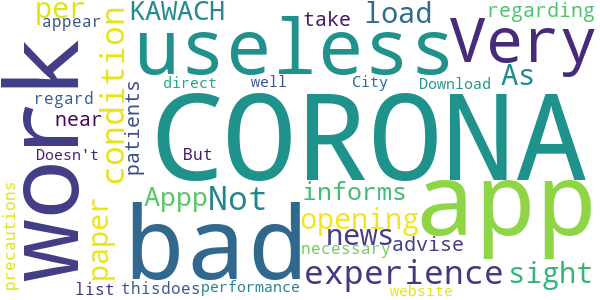 per
KAWACH
take
load
regarding
appear
useless
Very
work
condition
direct
well
City
Download
As
regard
near
patients
CORONA
Doesn't
But
precautions
paper
bad
Appp
Not
informs
app
opening
news
advise
necessary
experience
sight
list
thisdoes
performance
website